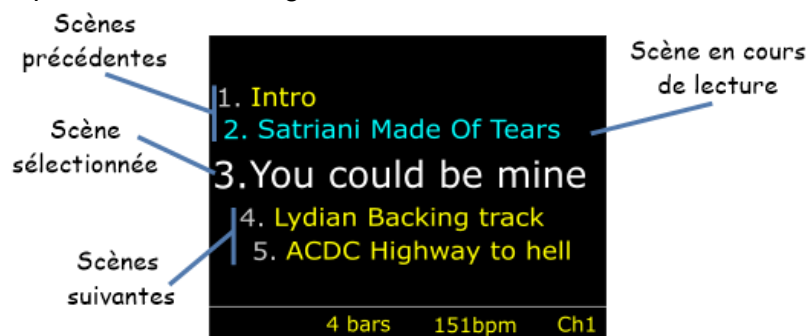 Scènes
précédentes
Scène
sélectionnée
Scènes
suivantes
1. Intro
2. Satriani Made Of Tears
3.You could be mine
4. Lydian Backing track
5. ACDC Highway to hell
4 bars 151bpm Ch1
Scène en cours
de lecture